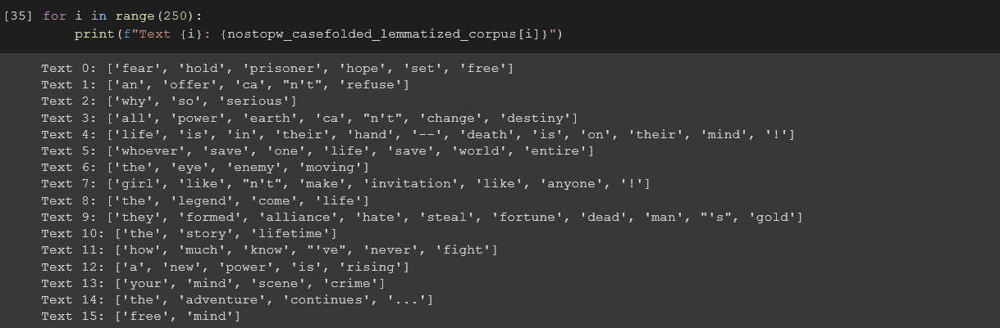 [35] for i in range(250):
print(f"Text {i}: {nostopw_casefolded_lemmatized_corpus[i]}")
Text 0: ['fear', 'hold', 'prisoner', 'hope', 'set', 'free']
Text 1: ['an', 'offer', 'ca', "n't", 'refuse']
Text 2: ['why', 'so', 'serious']
Text 3: ['all', 'power', 'earth', 'ca', "n't", 'change', 'destiny']
Text 4: ['life', 'is', 'in', 'their', 'hand', '--', 'death', 'is', 'on', 'their', 'mind', '!']
Text 5: ['whoever', 'save', 'one', 'life', 'save', 'world', 'entire']
Text 6: ['the', 'eye', 'enemy', 'moving']
Text 7: ['girl', 'like', "n't", 'make', 'invitation', 'like', 'anyone', '!']
Text 8: ['the', 'legend', 'come', 'life']
Text 9: ['they', 'formed', 'alliance', 'hate', 'steal', 'fortune', 'dead', 'man', "'s", 'gold']
Text 10: ['the', 'story', 'lifetime']
Text 11: ['how', 'much', 'know', "'ve", 'never', 'fight']
Text 12: ['a', 'new', 'power', 'is', 'rising']
Text 13: ['your', 'mind', 'scene', 'crime']
Text 14: ['the', 'adventure', 'continues', '...']
Text 15: ['free', 'mind']